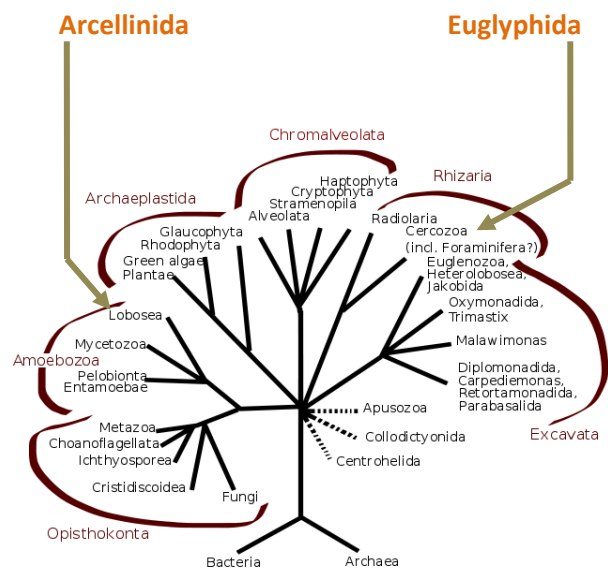 Arcellinida
Euglyphida
Chromalveolata
Haptophyta
Cryptophyta
Stramenopila
Alveolata
Rhizaria
Radiolaria
Cercozoa
(incl. Foraminifera?)
Archaeplastida
Glaucophyta
Rhodophyta
Green algae
Plantae
Euglenozoa,
Heterolobosea,
Jakobida
Oxymonadida,
Trimastix
Malawimonas
Diplomonadida,
Carpediemonas,
Retortamonadida,
Parabasalida
Excavata
Lobosea
Mycetozoa
Amoebozoa
Pelobionta
Entamoebae
Apusozoa
Collodictyonida
Centrohelida
Metazoa
Choanoflagellata
Ichthyosporea
Cristidiscoidea
Fungi
Opisthokonta
Bacteria
Archaea